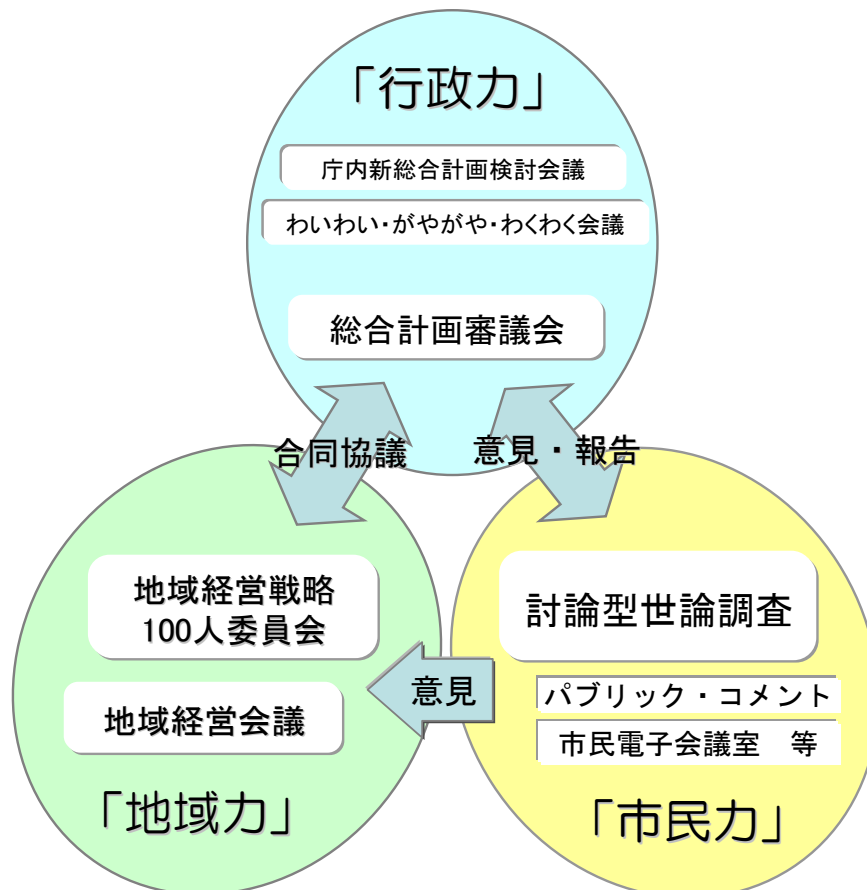 「行政力」
庁内新総合計画検討会議
わいわい・がやがや・わくわく会議
総合計画審議会
合同協議
意見・報告
地域経営戦略
100人委員会
地域経営会議
「地域力」
意見
討論型世論調査
パブリック・コメント
市民電子会議室　等
「市民力」